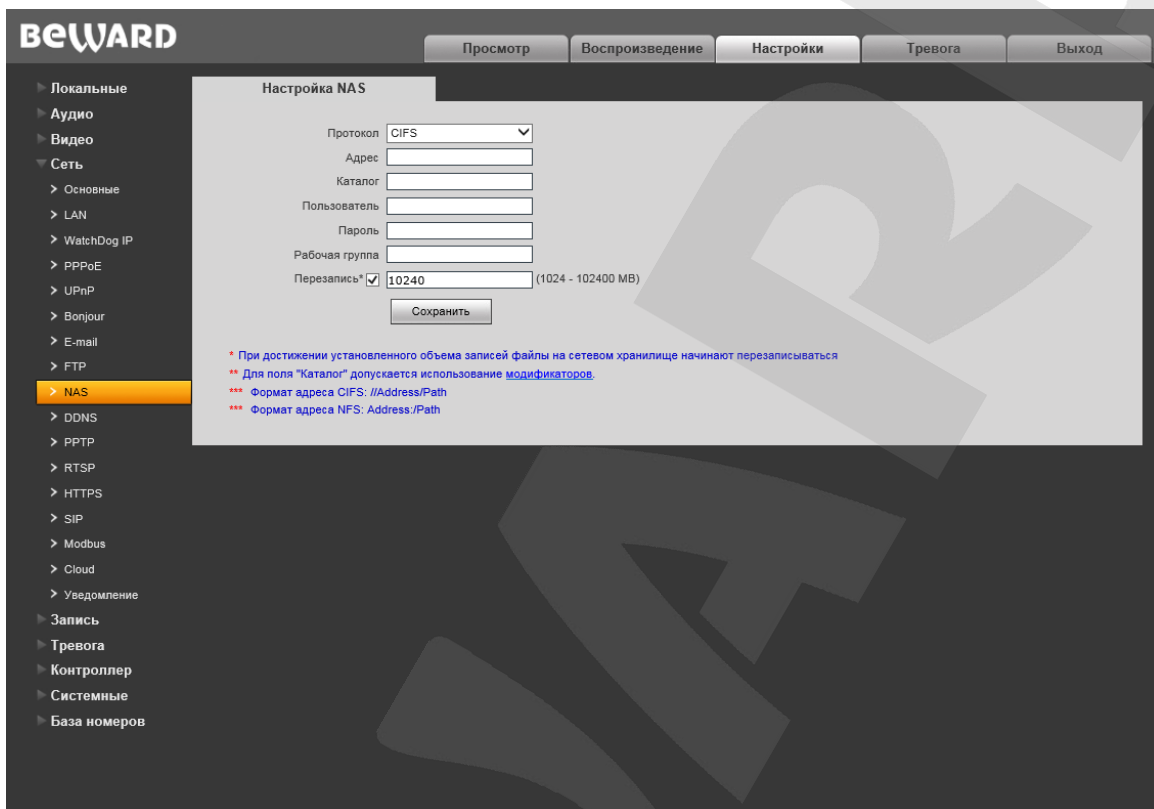 BEWARD
Просмотр Воспроизведение Настройки Тревога Выход
Локальные
Аудио
Видео
Сеть
Основные
LAN
WatchDog IP
PPPoE
UPnP
Bonjour
E-mail
FTP
NAS
DDNS
PPTP
RTSP
HTTPS
SIP
Modbus
Cloud
Уведомление
Запись
Тревога
Контроллер
Системные
База номеров
Настройка NAS
Протокол CIFS
Адрес
Каталог
Пользователь
Пароль
Рабочая группа
Перезапись* 10240 (1024 - 102400 MB)
Сохранить
* При достижении установленного объема записей файлы на сетевом хранилище начинают перезаписываться
** Для поля "Каталог" допускается использование модификаторов.
*** Формат адреса CIFS: //Address/Path
*** Формат адреса NFS: Address:/Path